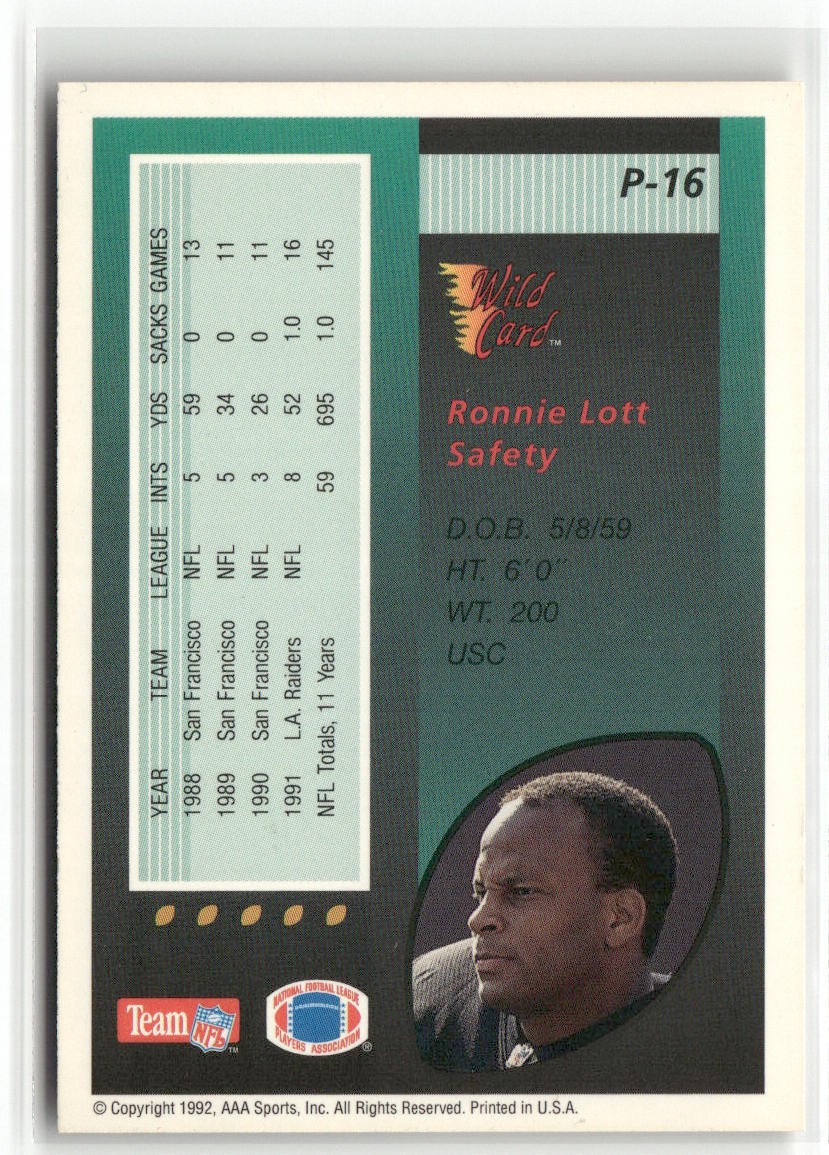 P-16
Wild
Card™
Ronnie Lott
Safety
D.O.B. 5/8/59
HT. 6'0"
WT. 200
USC
YEAR TEAM LEAGUE INTS YDS SACKS GAMES
1988 San Francisco NFL 5 59 0 13
1989 San Francisco NFL 5 34 0 11
1990 San Francisco NFL 3 26 0 11
1991 L.A. Raiders NFL 8 52 1.0 16
NFL Totals, 11 Years 59 695 1.0 145
Team NFL™
NATIONAL FOOTBALL LEAGUE
PLAYERS ASSOCIATION®
© Copyright 1992, AAA Sports, Inc. All Rights Reserved. Printed in U.S.A.